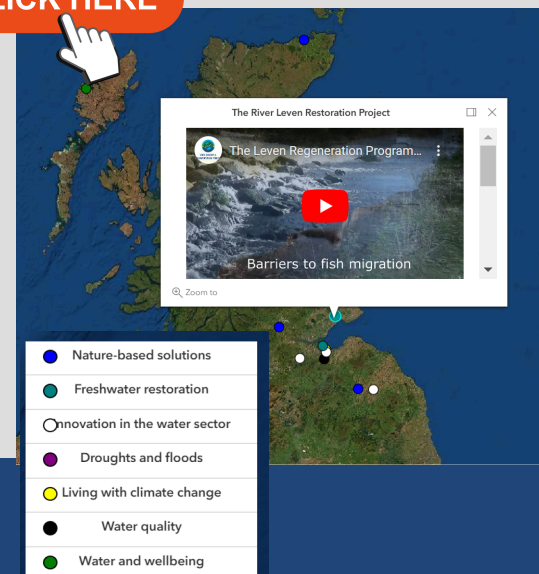 CLICK HERE
The River Leven Restoration Project
The Leven Regeneration Program...
Barriers to fish migration
Zoom to
Nature-based solutions
Freshwater restoration
nnovation in the water sector
Droughts and floods
Living with climate change
Water quality
Water and wellbeing